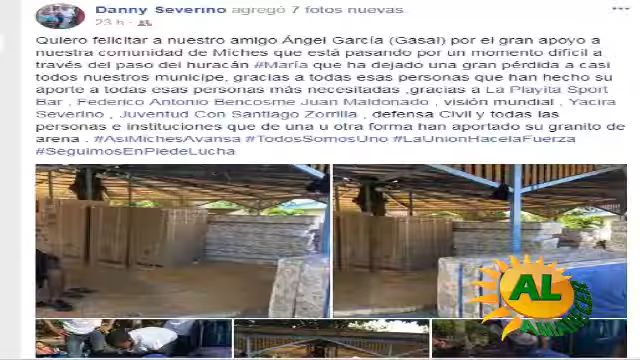 Danny Severino agregó 7 fotos nuevas
23 h
Quiero felicitar a nuestro amigo Ángel García (Gasal) por el gran apoyo a
nuestra comunidad de Miches que está pasando por un momento difícil a
través del paso del huracán #María que ha dejado una gran pérdida a casi
todos nuestros munícipe, gracias a todas esas personas que han hecho su
aporte a todas esas personas más necesitadas ,gracias a La Playita Sport
Bar , Federico Antonio Bencosme Juan Maldonado , visión mundial , Yacira
Severino , Juventud Con Santiago Zorrilla , defensa Civil y todas las
personas e instituciones que de una u otra forma han aportado su granito de
arena . #AsiMichesAvansa #TodosSomosUno #LaUnionHacelaFuerza
#SeguimosEnPiedeLucha
AL
AMANECER